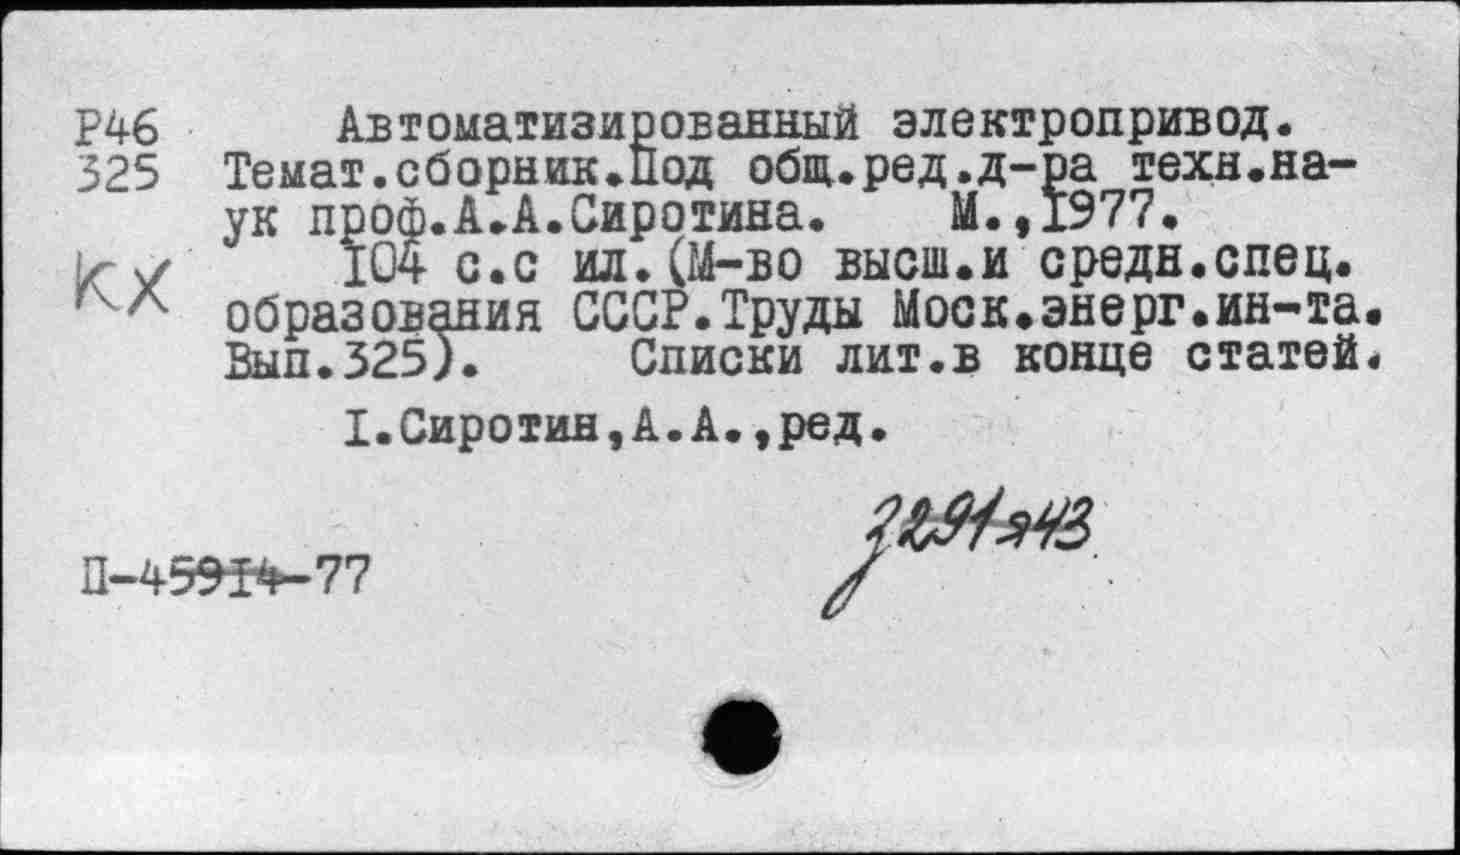 Р46 Автоматизированный электропривод.
325 Темат.сборник.Под общ.ред.д-ра техн.на-
ук проф.А.А.Сиротина. М.,1977.
КХ 104 с.с ил.(М-во высш.и средн.спец.
образования СССР.Труды Моск.энерг.ин-та.
Вып.325). Списки лит.в конце статей.
I.Сиротин,А.А.,ред.
П-45914-77